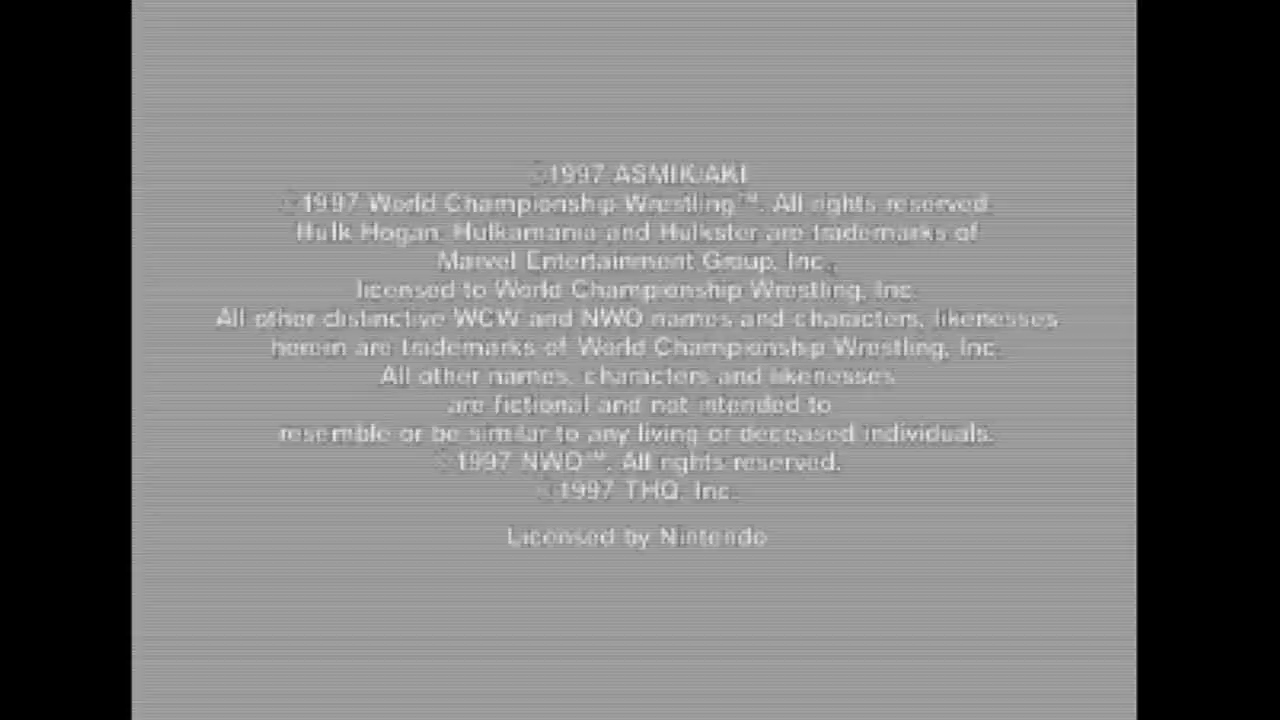 ©1997 ASMIK/AKI
©1997 World Championship Wrestling™. All rights reserved.
Hulk Hogan, Hulkamania and Hulkster are trademarks of
Marvel Entertainment Group, Inc.,
licensed to World Championship Wrestling, Inc.
All other distinctive WCW and NWO names and characters, likenesses
herein are trademarks of World Championship Wrestling, Inc.
All other names, characters and likenesses
are fictional and not intended to
resemble or be similar to any living or deceased individuals.
©1997 NWO™. All rights reserved.
©1997 THQ, Inc.
Licensed by Nintendo